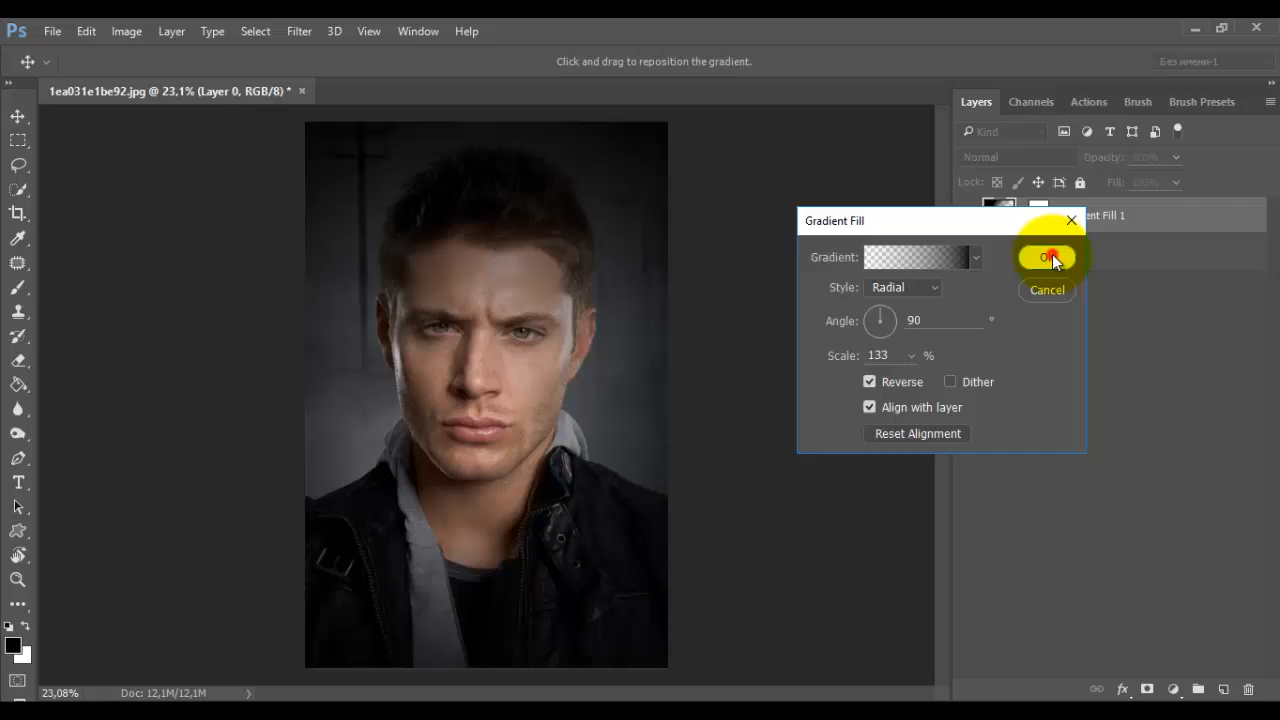 Ps File Edit Image Layer Type Select Filter 3D View Window Help
Click and drag to reposition the gradient.
Без имени-1
1ea031e1be92.jpg @ 23,1% (Layer 0, RGB/8) * ×
Layers Channels Actions Brush Brush Presets
Kind
Normal Opacity: 100%
Lock: Fill: 100%
ent Fill 1
Gradient Fill
Gradient:
Style: Radial
Cancel
Angle: 90 °
Scale: 133 %
Reverse Dither
Align with layer
Reset Alignment
23,08% Doc: 12,1M/12,1M
fx